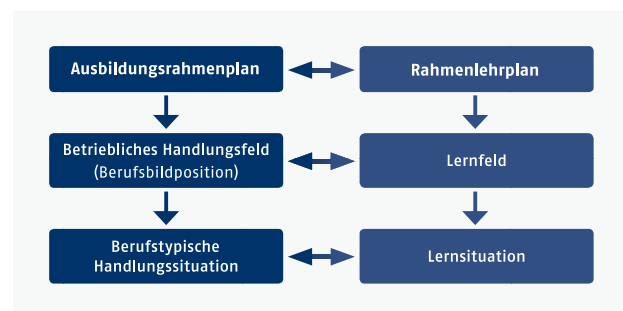 Ausbildungsrahmenplan
Rahmenlehrplan
Betriebliches Handlungsfeld
(Berufsbildposition)
Lernfeld
Berufstypische
Handlungssituation
Lernsituation